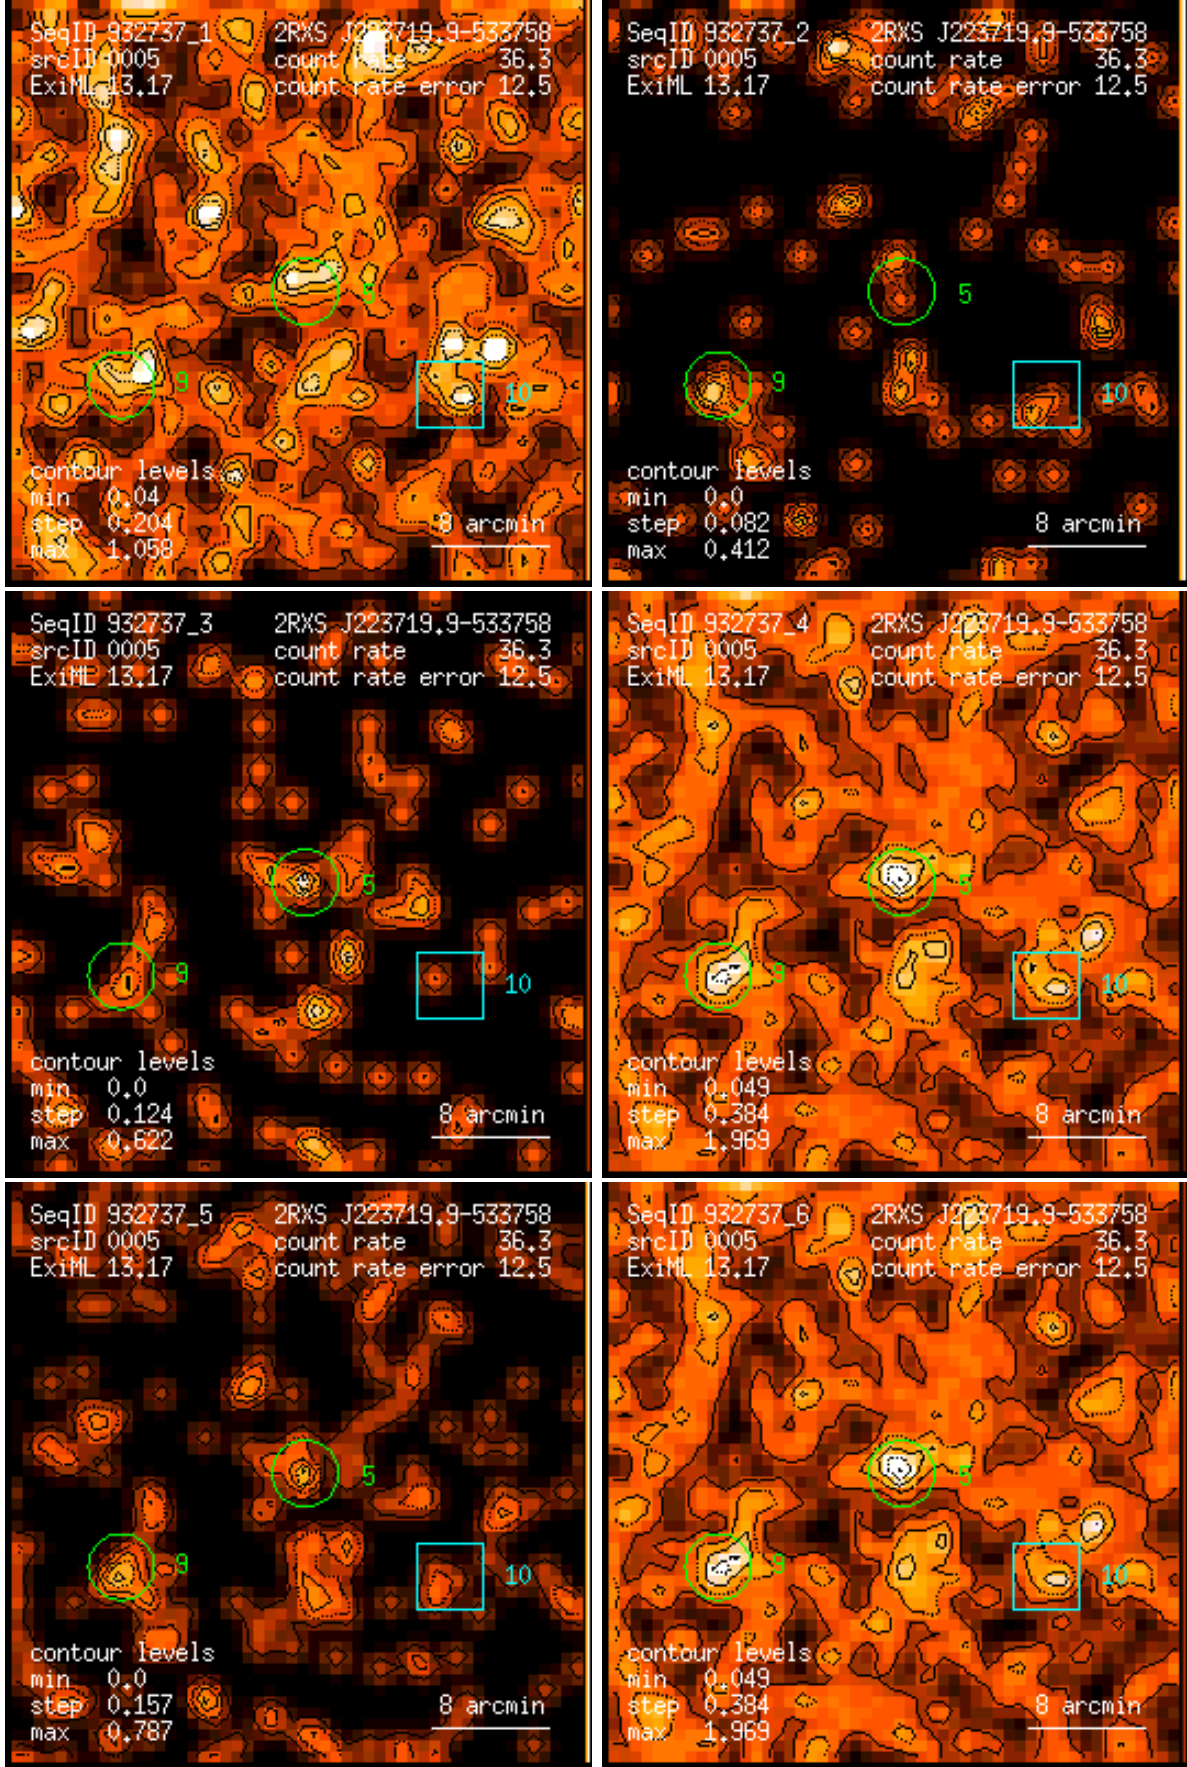 SeqID 932737_1 2RXS J223719.9-533758
srcID 0005 count rate 36.3
ExiML 13.17 count rate error 12.5
5
9
10
contour levels
min 0.04
step 0.204 8 arcmin
max 1.058
SeqID 932737_2 2RXS J223719.9-533758
srcID 0005 count rate 36.3
ExiML 13.17 count rate error 12.5
5
9
10
contour levels
min 0.0
step 0.082 8 arcmin
max 0.412
SeqID 932737_3 2RXS J223719.9-533758
srcID 0005 count rate 36.3
ExiML 13.17 count rate error 12.5
5
9
10
contour levels
min 0.0
step 0.124 8 arcmin
max 0.622
SeqID 932737_4 2RXS J223719.9-533758
srcID 0005 count rate 36.3
ExiML 13.17 count rate error 12.5
5
9
10
contour levels
min 0.049
step 0.384 8 arcmin
max 1.969
SeqID 932737_5 2RXS J223719.9-533758
srcID 0005 count rate 36.3
ExiML 13.17 count rate error 12.5
5
9
10
contour levels
min 0.0
step 0.157 8 arcmin
max 0.787
SeqID 932737_6 2RXS J223719.9-533758
srcID 0005 count rate 36.3
ExiML 13.17 count rate error 12.5
5
9
10
contour levels
min 0.049
step 0.384 8 arcmin
max 1.969